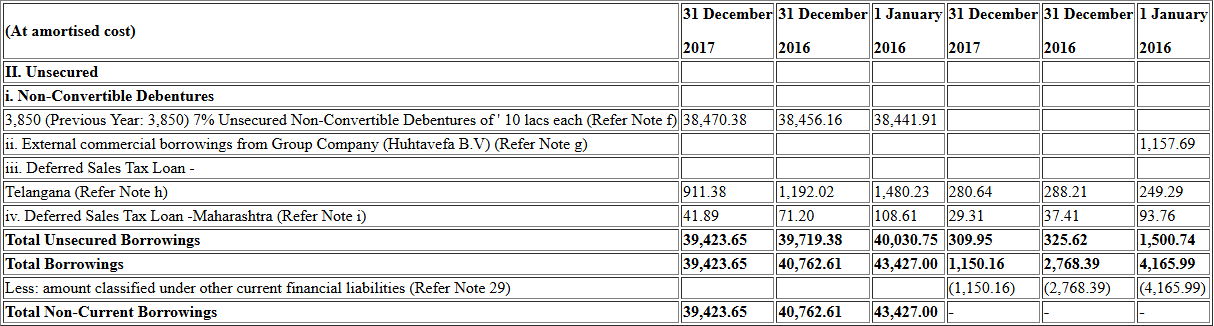 (At amortised cost) 31 December 2017 31 December 2016 1 January 2016 31 December 2017 31 December 2016 1 January 2016
II. Unsecured
i. Non-Convertible Debentures
3,850 (Previous Year: 3,850) 7% Unsecured Non-Convertible Debentures of ' 10 lacs each (Refer Note f) 38,470.38 38,456.16 38,441.91
ii. External commercial borrowings from Group Company (Huhtavefa B.V) (Refer Note g) 1,157.69
iii. Deferred Sales Tax Loan -
Telangana (Refer Note h) 911.38 1,192.02 1,480.23 280.64 288.21 249.29
iv. Deferred Sales Tax Loan -Maharashtra (Refer Note i) 41.89 71.20 108.61 29.31 37.41 93.76
Total Unsecured Borrowings 39,423.65 39,719.38 40,030.75 309.95 325.62 1,500.74
Total Borrowings 39,423.65 40,762.61 43,427.00 1,150.16 2,768.39 4,165.99
Less: amount classified under other current financial liabilities (Refer Note 29) (1,150.16) (2,768.39) (4,165.99)
Total Non-Current Borrowings 39,423.65 40,762.61 43,427.00 - - -